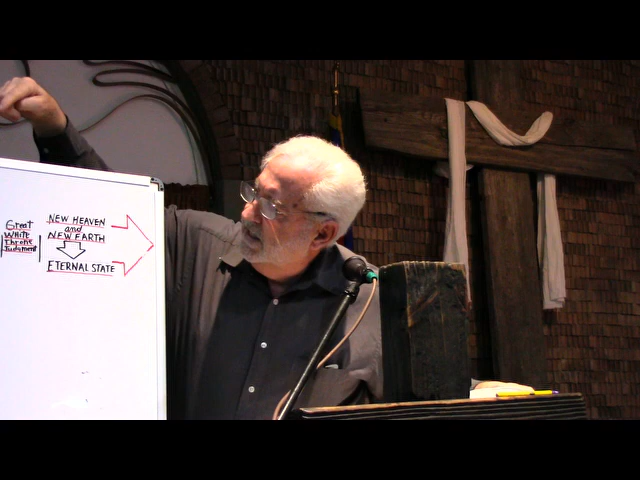 Great
White
Throne
Judgment
NEW HEAVEN
and
NEW EARTH
ETERNAL STATE